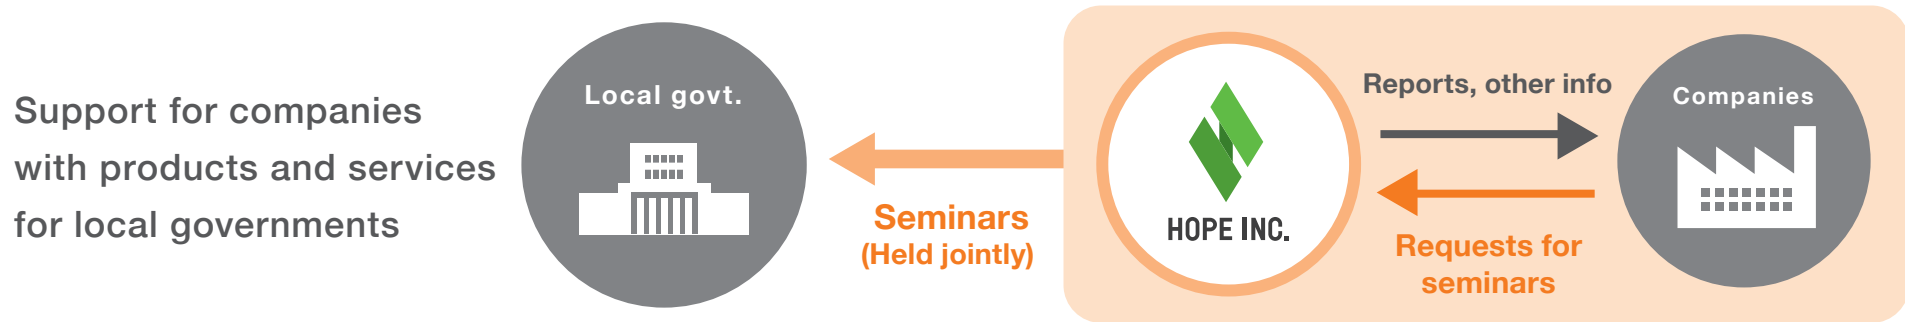 Support for companies
with products and services
for local governments
Local govt.
Seminars
(Held jointly)
HOPE INC.
Reports, other info
Requests for
seminars
Companies